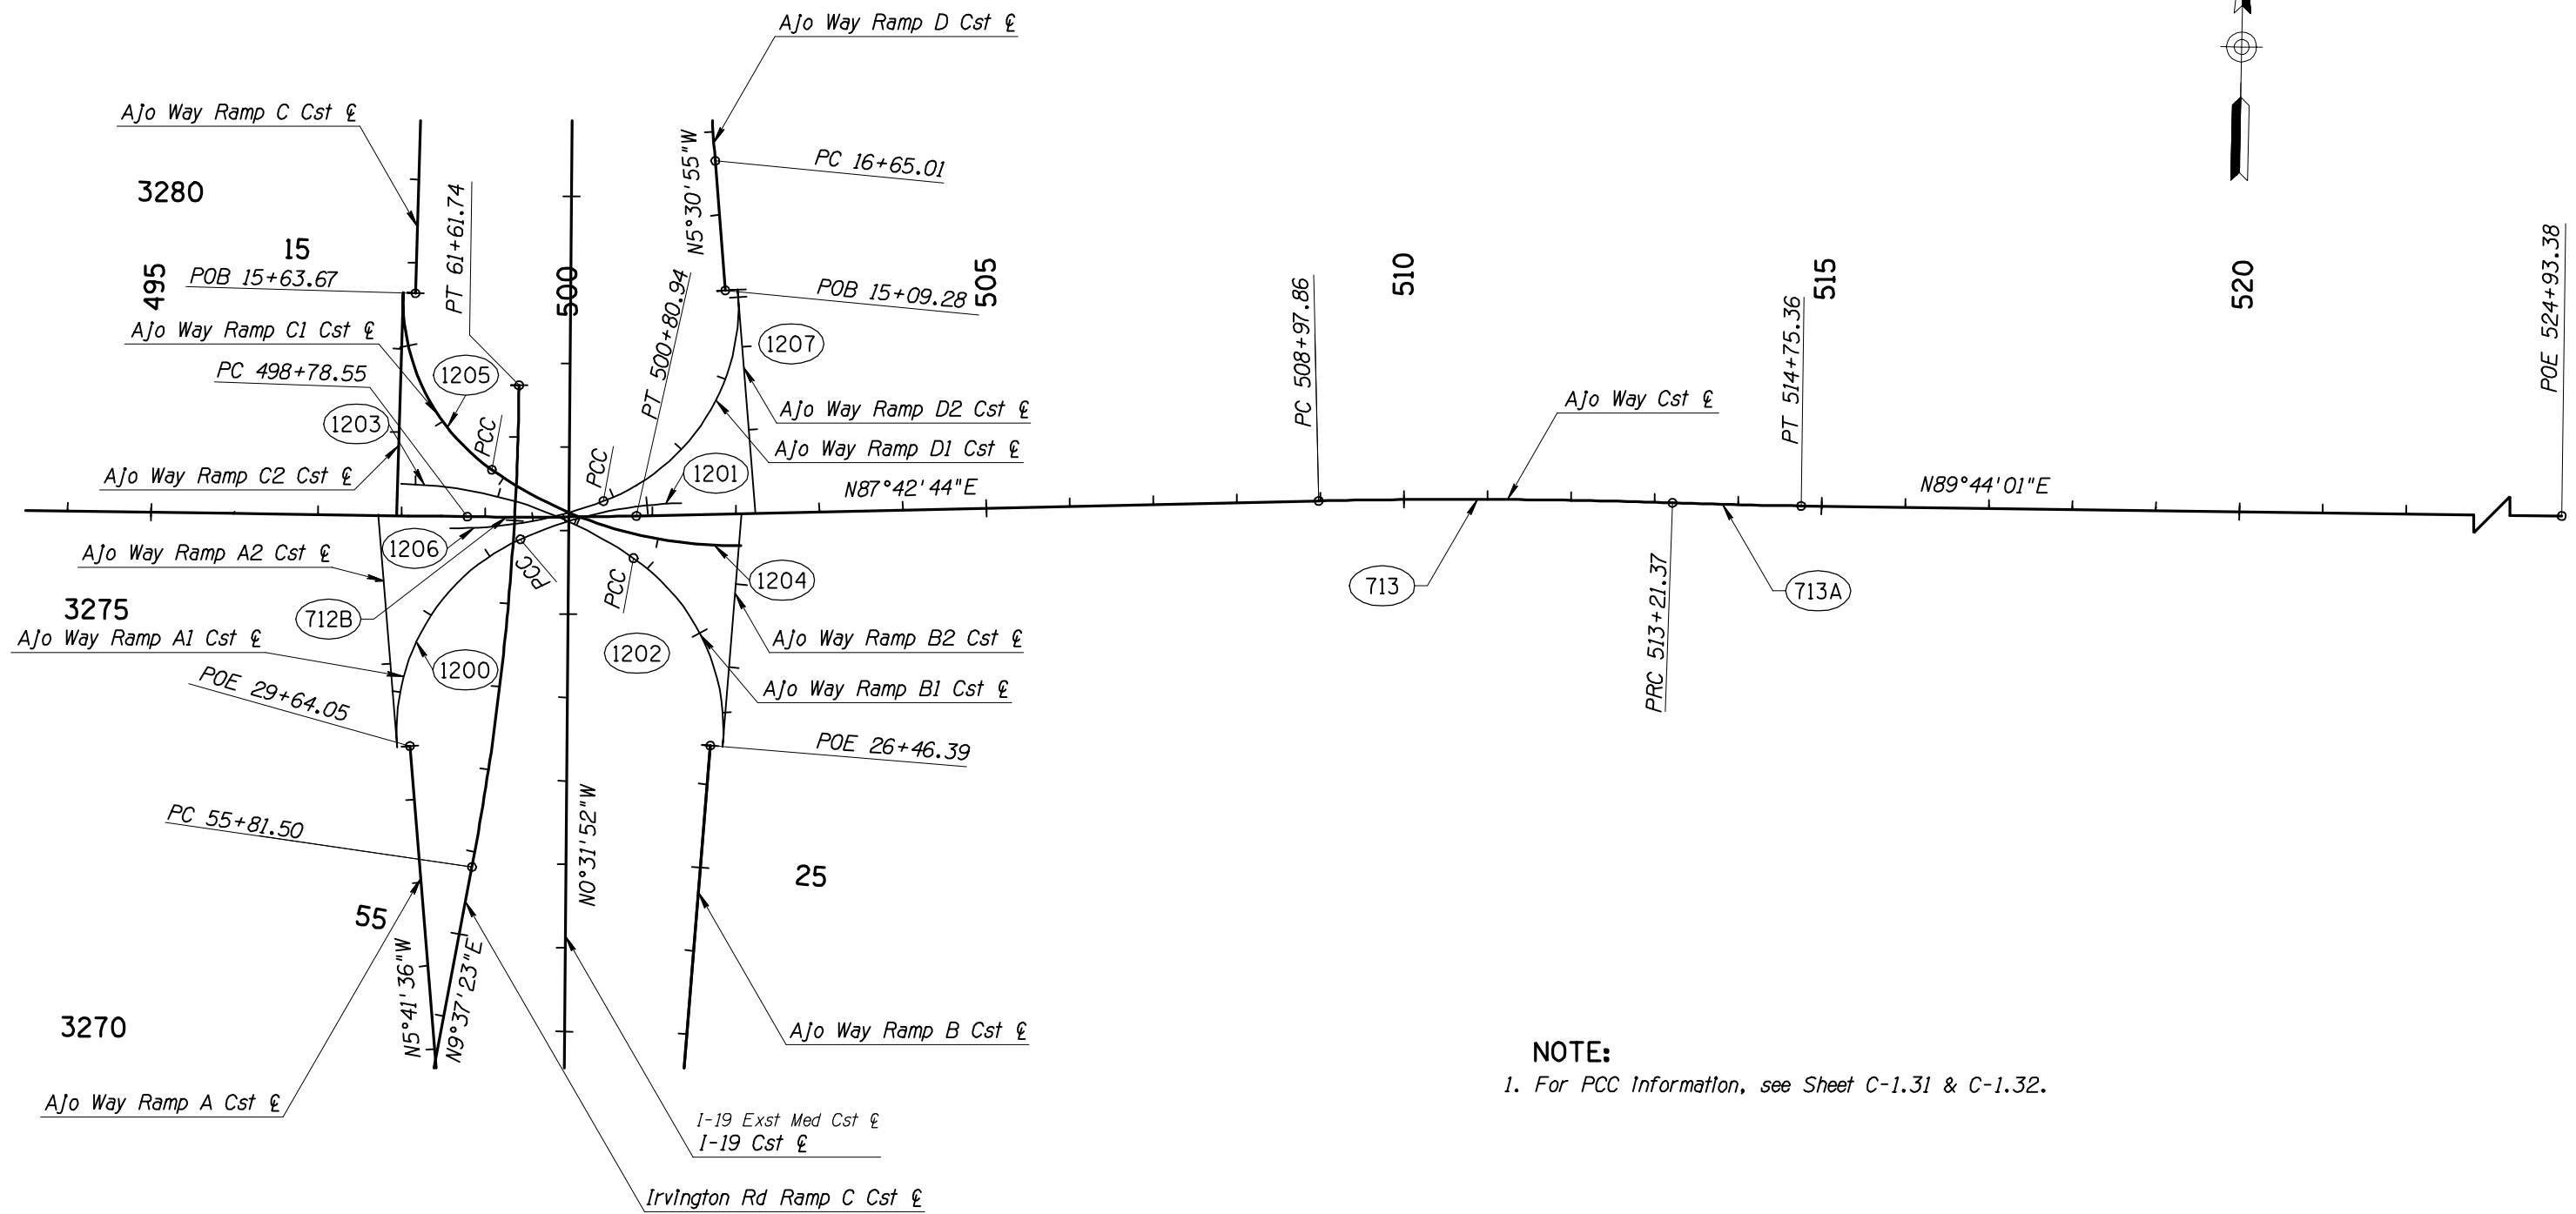 Ajo Way Ramp D Cst ℄
Ajo Way Ramp C Cst ℄
3280
15
POB 15+63.67
495
Ajo Way Ramp C1 Cst ℄
PC 498+78.55
1203
1205
Ajo Way Ramp C2 Cst ℄
PT 61+61.74
PCC
500
N5°30'55"W
PC 16+65.01
PT 500+80.94
POB 15+09.28
505
1207
Ajo Way Ramp D2 Cst ℄
Ajo Way Ramp D1 Cst ℄
PCC
1201
N87°42'44"E
PC 508+97.86
510
Ajo Way Cst ℄
PT 514+75.36
515
N89°44'01"E
520
POE 524+93.38
Ajo Way Ramp A2 Cst ℄
1206
PCC
PCC
1204
712B
3275
Ajo Way Ramp A1 Cst ℄
1200
1202
Ajo Way Ramp B2 Cst ℄
Ajo Way Ramp B1 Cst ℄
713
PRC 513+21.37
713A
POE 29+64.05
POE 26+46.39
PC 55+81.50
N0°31'52"W
25
55
N5°41'36"W
N9°37'23"E
3270
Ajo Way Ramp B Cst ℄
Ajo Way Ramp A Cst ℄
I-19 Exst Med Cst ℄
I-19 Cst ℄
Irvington Rd Ramp C Cst ℄
NOTE:
1. For PCC information, see Sheet C-1.31 & C-1.32.